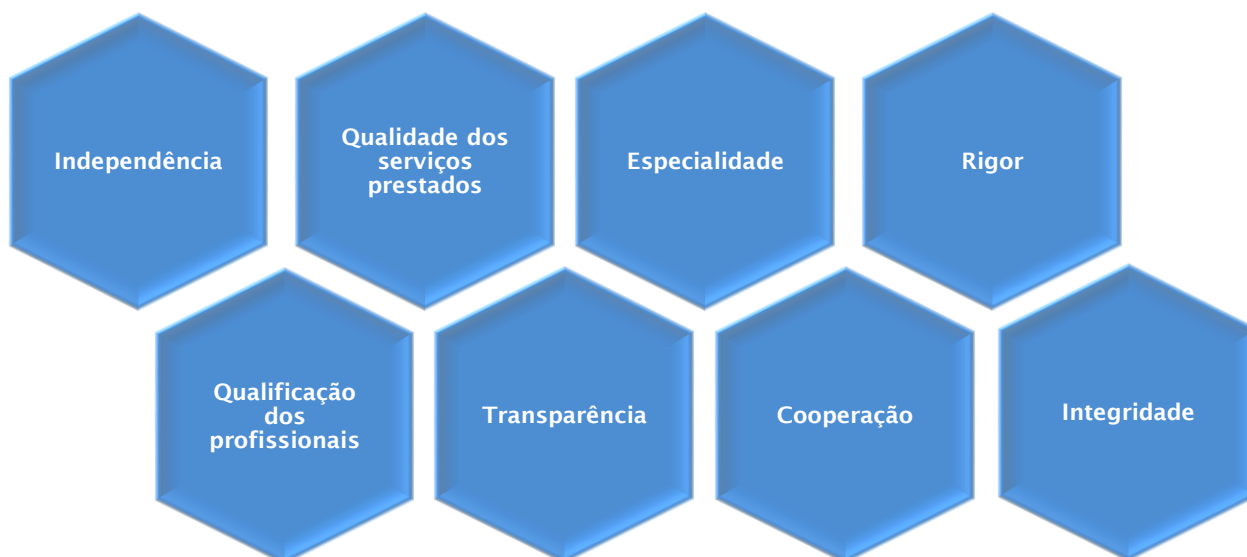 Independência
Qualidade dos
serviços
prestados
Especialidade
Rigor
Qualificação
dos
profissionais
Transparência
Cooperação
Integridade